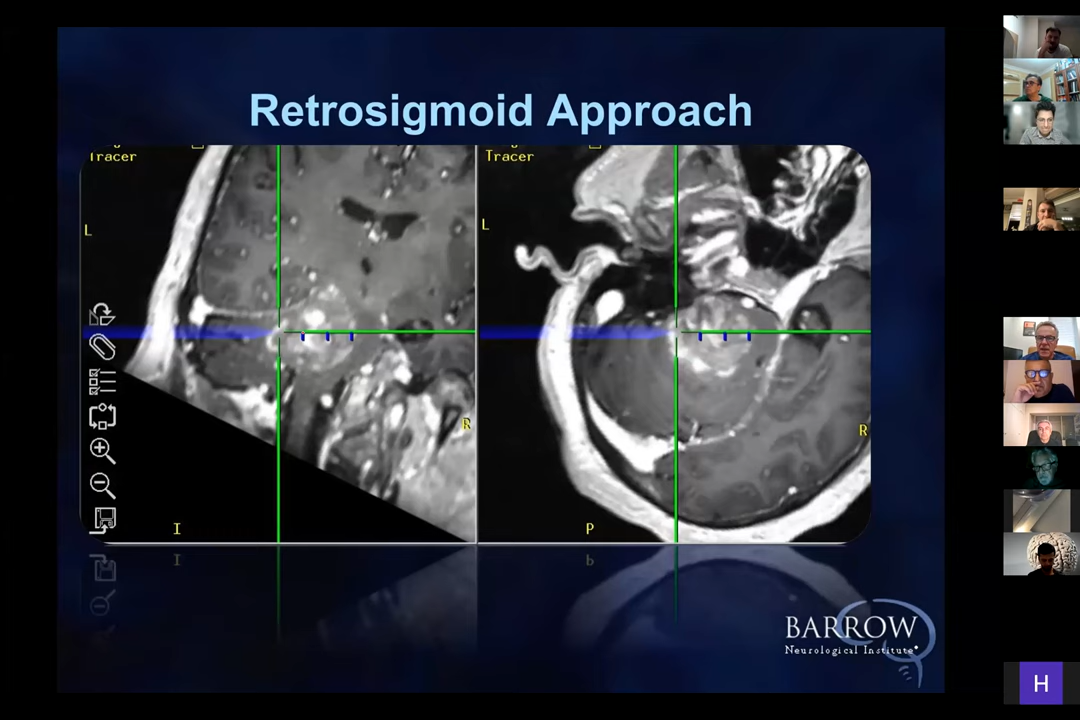 Retrosigmoid Approach
Tracer
Tracer
L
L
R
R
I
P
BARROW
Neurological Institute®
H